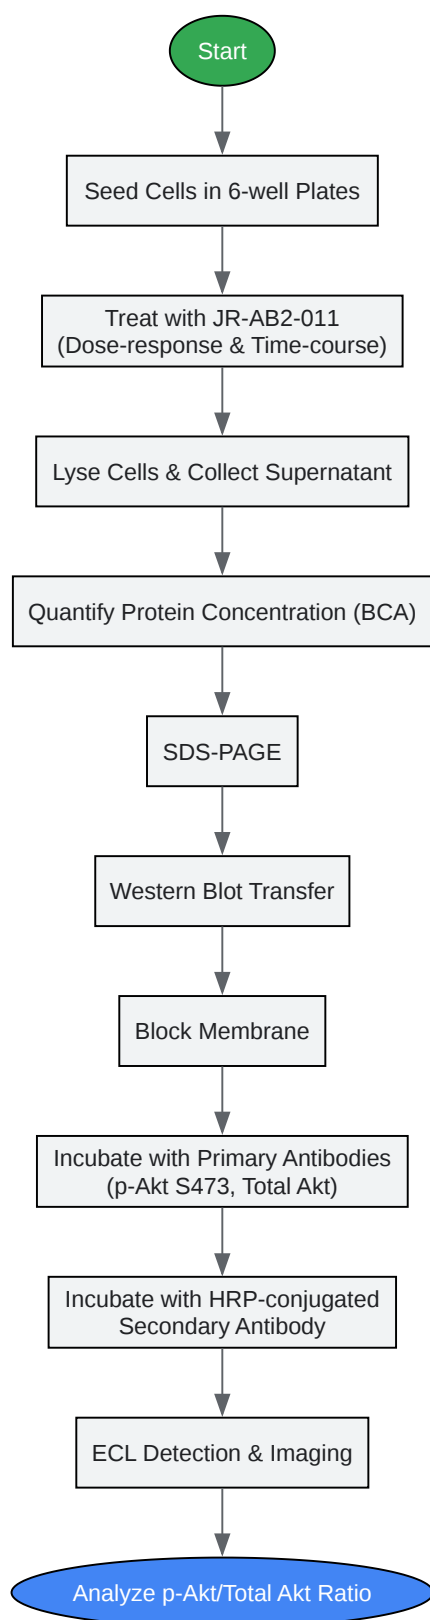 Start
Seed Cells in 6-well Plates
Treat with JR-AB2-011
(Dose-response & Time-course)
Lyse Cells & Collect Supernatant
Quantify Protein Concentration (BCA)
SDS-PAGE
Western Blot Transfer
Block Membrane
Incubate with Primary Antibodies
(p-Akt S473, Total Akt)
Incubate with HRP-conjugated
Secondary Antibody
ECL Detection & Imaging
Analyze p-Akt/Total Akt Ratio